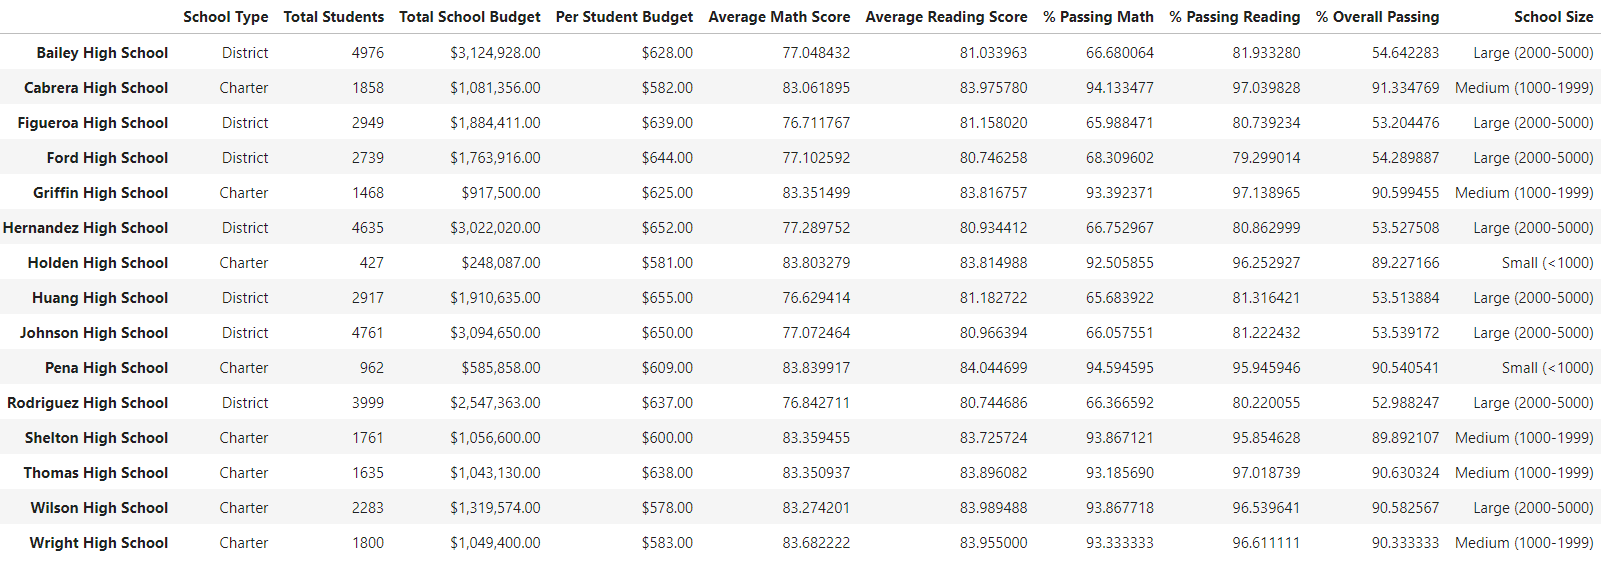 School Type Total Students Total School Budget Per Student Budget Average Math Score Average Reading Score % Passing Math % Passing Reading % Overall Passing School Size
Bailey High School District 4976 $3,124,928.00 $628.00 77.048432 81.033963 66.680064 81.933280 54.642283 Large (2000-5000)
Cabrera High School Charter 1858 $1,081,356.00 $582.00 83.061895 83.975780 94.133477 97.039828 91.334769 Medium (1000-1999)
Figueroa High School District 2949 $1,884,411.00 $639.00 76.711767 81.158020 65.988471 80.739234 53.204476 Large (2000-5000)
Ford High School District 2739 $1,763,916.00 $644.00 77.102592 80.746258 68.309602 79.299014 54.289887 Large (2000-5000)
Griffin High School Charter 1468 $917,500.00 $625.00 83.351499 83.816757 93.392371 97.138965 90.599455 Medium (1000-1999)
Hernandez High School District 4635 $3,022,020.00 $652.00 77.289752 80.934412 66.752967 80.862999 53.527508 Large (2000-5000)
Holden High School Charter 427 $248,087.00 $581.00 83.803279 83.814988 92.505855 96.252927 89.227166 Small (<1000)
Huang High School District 2917 $1,910,635.00 $655.00 76.629414 81.182722 65.683922 81.316421 53.513884 Large (2000-5000)
Johnson High School District 4761 $3,094,650.00 $650.00 77.072464 80.966394 66.057551 81.222432 53.539172 Large (2000-5000)
Pena High School Charter 962 $585,858.00 $609.00 83.839917 84.044699 94.594595 95.945946 90.540541 Small (<1000)
Rodriguez High School District 3999 $2,547,363.00 $637.00 76.842711 80.744686 66.366592 80.220055 52.988247 Large (2000-5000)
Shelton High School Charter 1761 $1,056,600.00 $600.00 83.359455 83.725724 93.867121 95.854628 89.892107 Medium (1000-1999)
Thomas High School Charter 1635 $1,043,130.00 $638.00 83.350937 83.896082 93.185690 97.018739 90.630324 Medium (1000-1999)
Wilson High School Charter 2283 $1,319,574.00 $578.00 83.274201 83.989488 93.867718 96.539641 90.582567 Large (2000-5000)
Wright High School Charter 1800 $1,049,400.00 $583.00 83.682222 83.955000 93.333333 96.611111 90.333333 Medium (1000-1999)